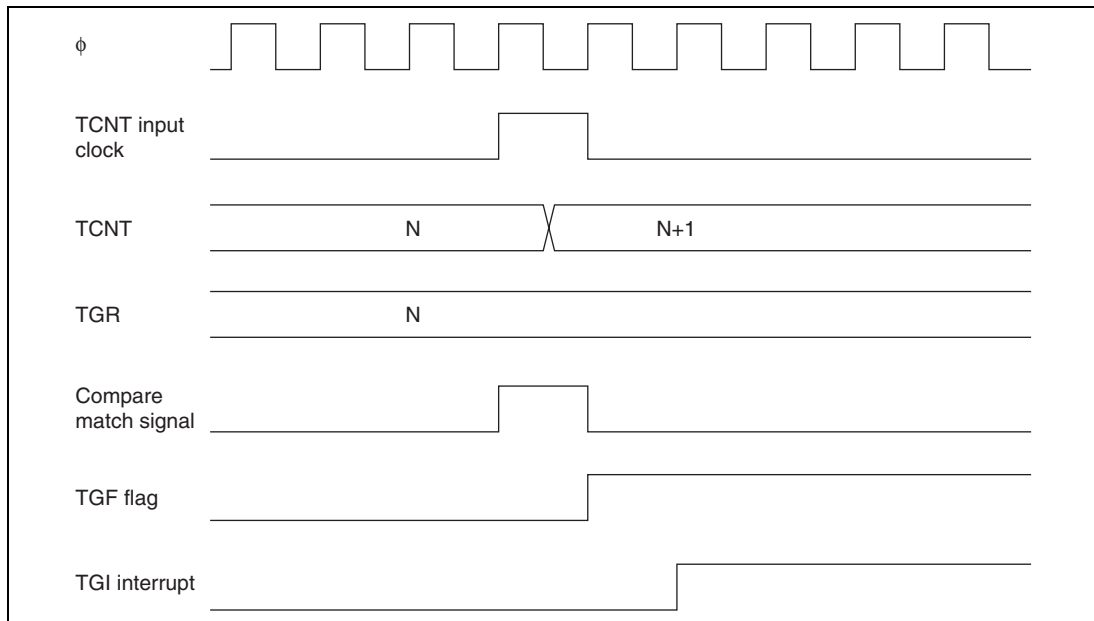 ϕ
TCNT input
clock
TCNT
N
N+1
TGR
N
Compare
match signal
TGF flag
TGI interrupt